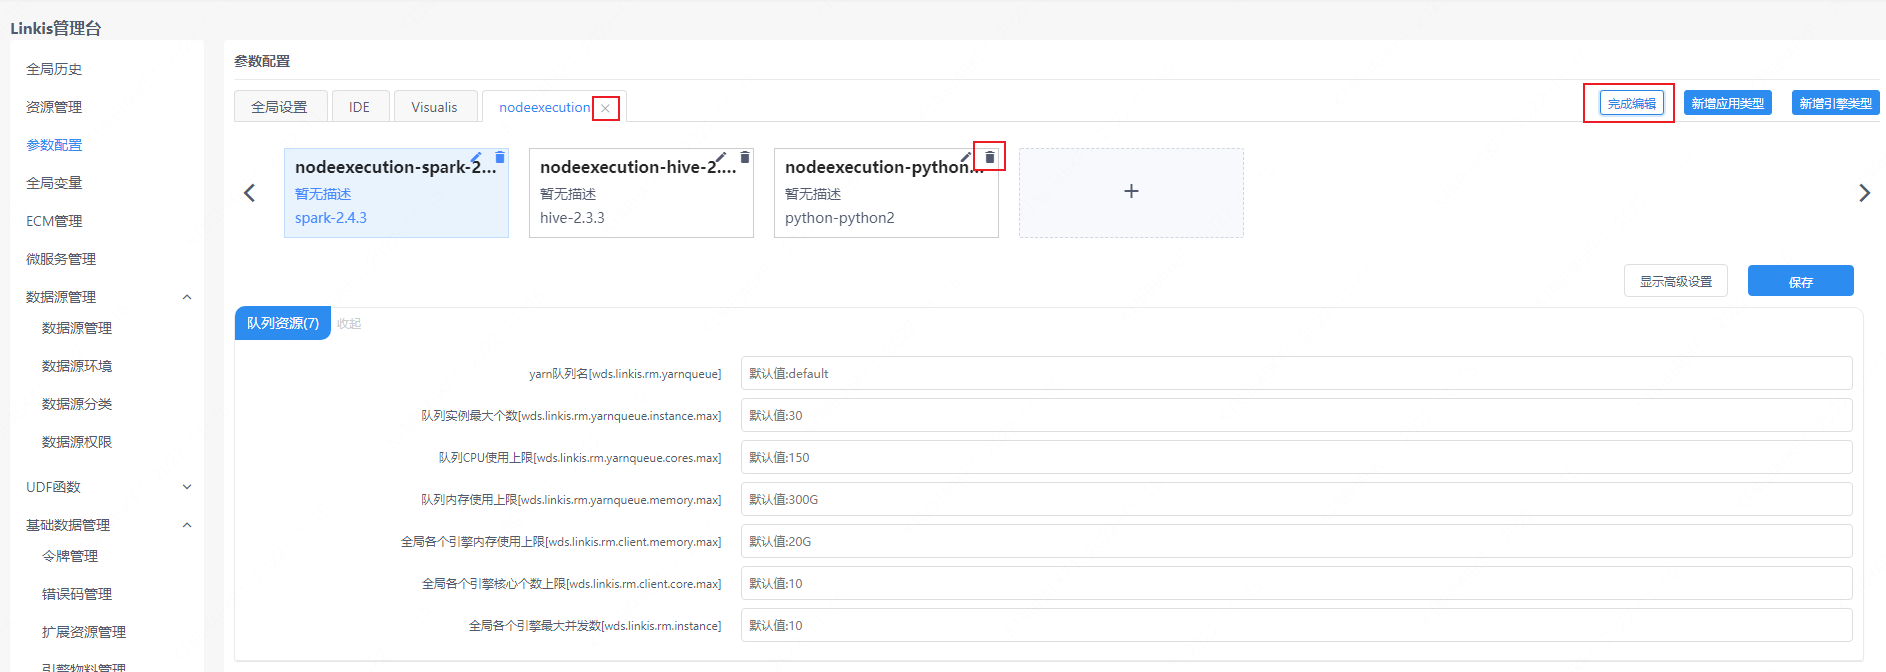 Linkis管理台
全局历史
资源管理
参数配置
全局变量
ECM管理
微服务管理
数据源管理
数据源管理
数据源环境
数据源分类
数据源权限
UDF函数
基础数据管理
令牌管理
错误码管理
扩展资源管理
引擎物料管理
参数配置
全局设置 IDE Visualis nodeexecution
完成编辑 新增应用类型 新增引擎类型
nodeexecution-spark-2...
暂无描述
spark-2.4.3
nodeexecution-hive-2....
暂无描述
hive-2.3.3
nodeexecution-python...
暂无描述
python-python2
显示高级设置 保存
队列资源(7) 收起
yarn队列名[wds.linkis.rm.yarnqueue] 默认值:default
队列实例最大个数[wds.linkis.rm.yarnqueue.instance.max] 默认值:30
队列CPU使用上限[wds.linkis.rm.yarnqueue.cores.max] 默认值:150
队列内存使用上限[wds.linkis.rm.yarnqueue.memory.max] 默认值:300G
全局各个引擎内存使用上限[wds.linkis.rm.client.memory.max] 默认值:20G
全局各个引擎核心个数上限[wds.linkis.rm.client.core.max] 默认值:10
全局各个引擎最大并发数[wds.linkis.rm.instance] 默认值:10